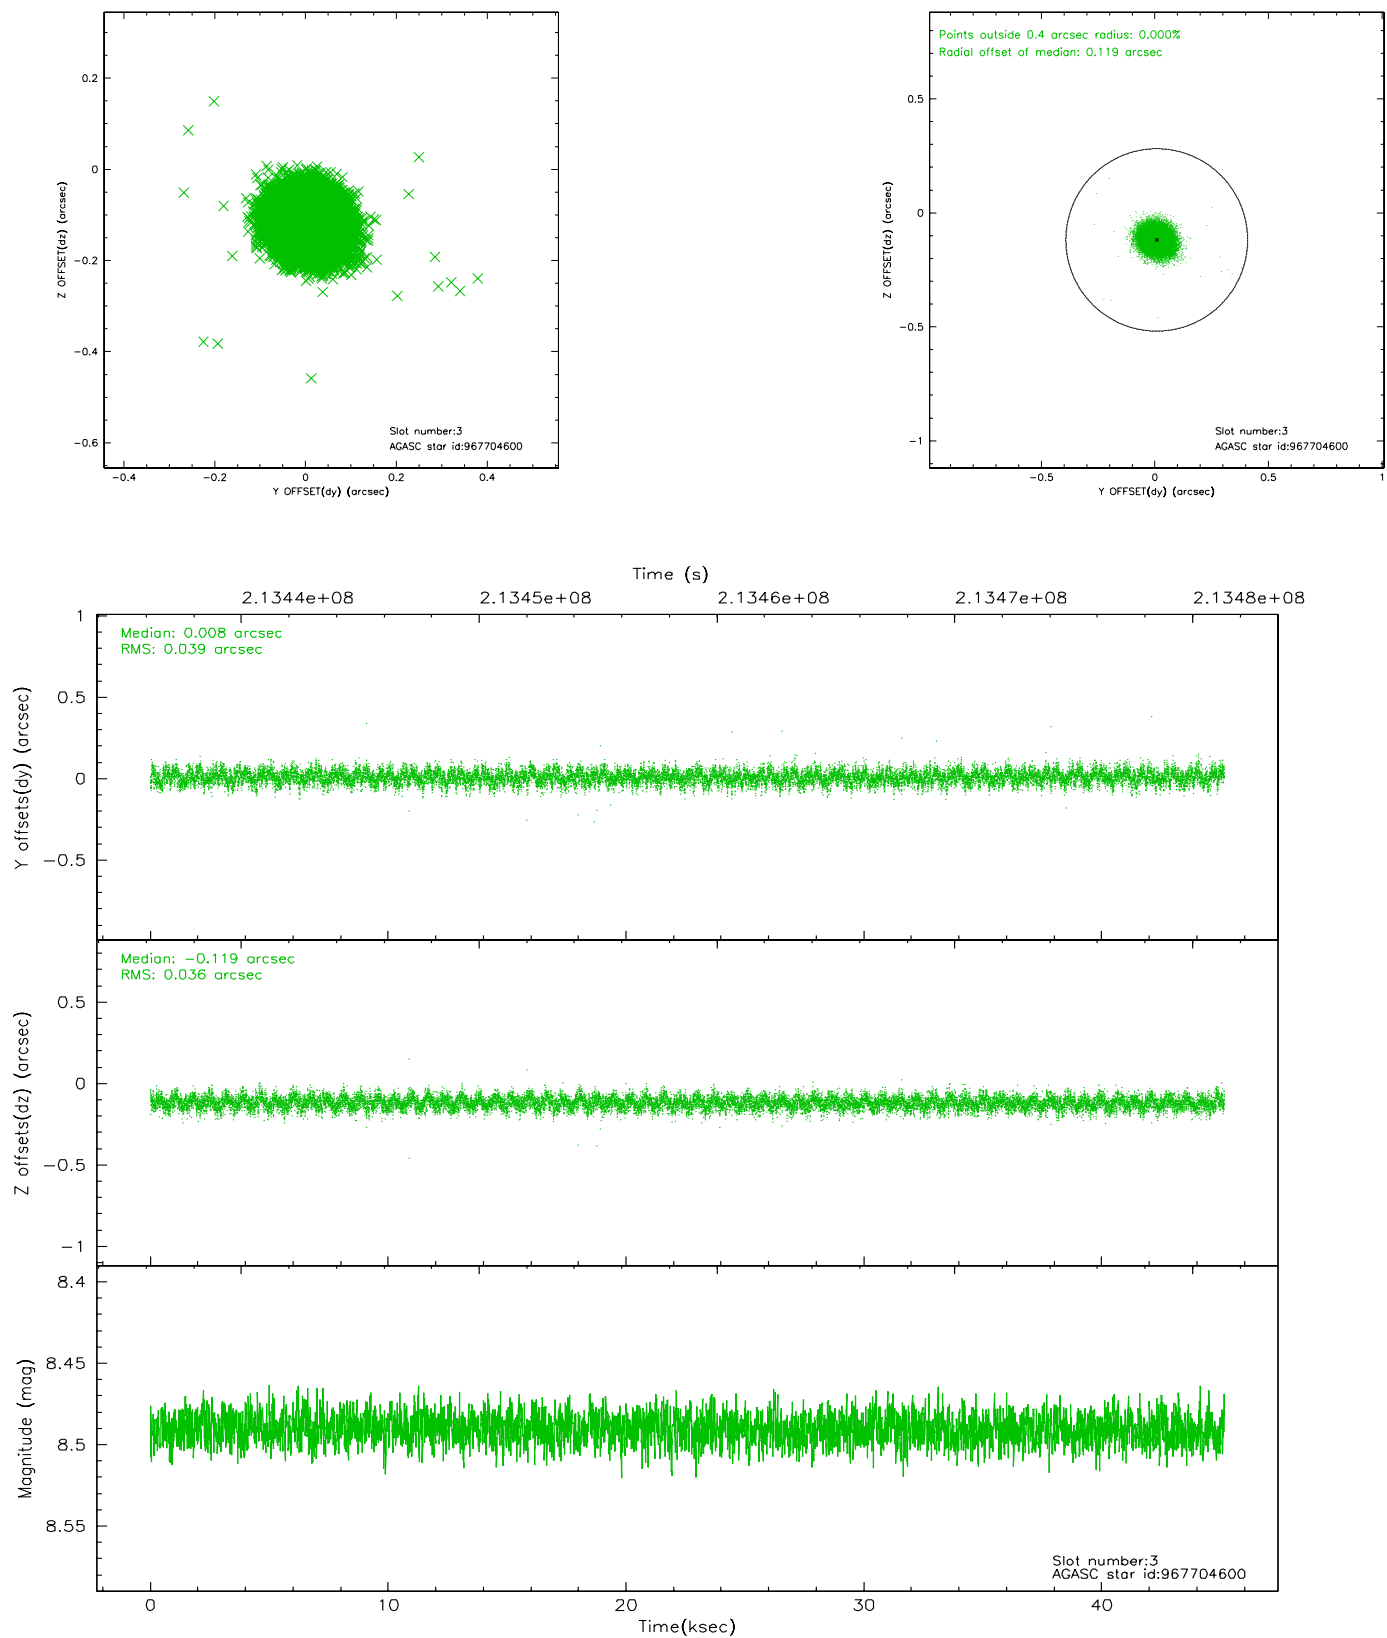 0.2
0
-0.2
-0.4
-0.6
Z OFFSET(dz) (arcsec)
Slot number:3
AGASC star id:967704600
-0.4
-0.2
0
0.2
0.4
Y OFFSET(dy) (arcsec)
Points outside 0.4 arcsec radius: 0.000%
Radial offset of median: 0.119 arcsec
0.5
0
-0.5
-1
Z OFFSET(dz) (arcsec)
Slot number:3
AGASC star id:967704600
-0.5
0
0.5
1
Y OFFSET(dy) (arcsec)
Time (s)
2.1344e+08
2.1345e+08
2.1346e+08
2.1347e+08
2.1348e+08
Median: 0.008 arcsec
RMS: 0.039 arcsec
1
0.5
0
-0.5
Y offsets(dy) (arcsec)
Median: -0.119 arcsec
RMS: 0.036 arcsec
0.5
0
-0.5
-1
Z offsets(dz) (arcsec)
8.4
8.45
8.5
8.55
Magnitude (mag)
Slot number:3
AGASC star id:967704600
0
10
20
30
40
Time(ksec)